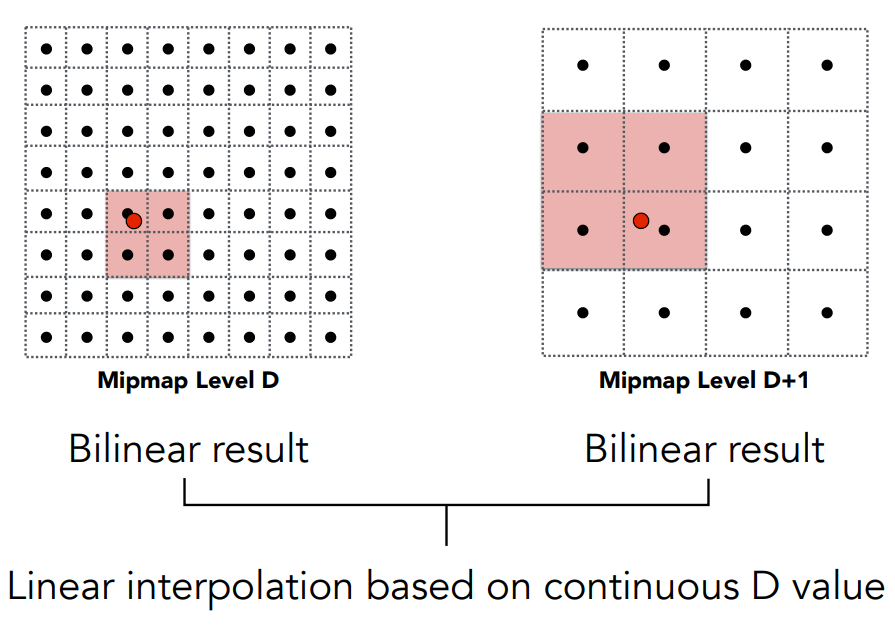 Mipmap Level D
Mipmap Level D+1
Bilinear result
Bilinear result
Linear interpolation based on continuous D value